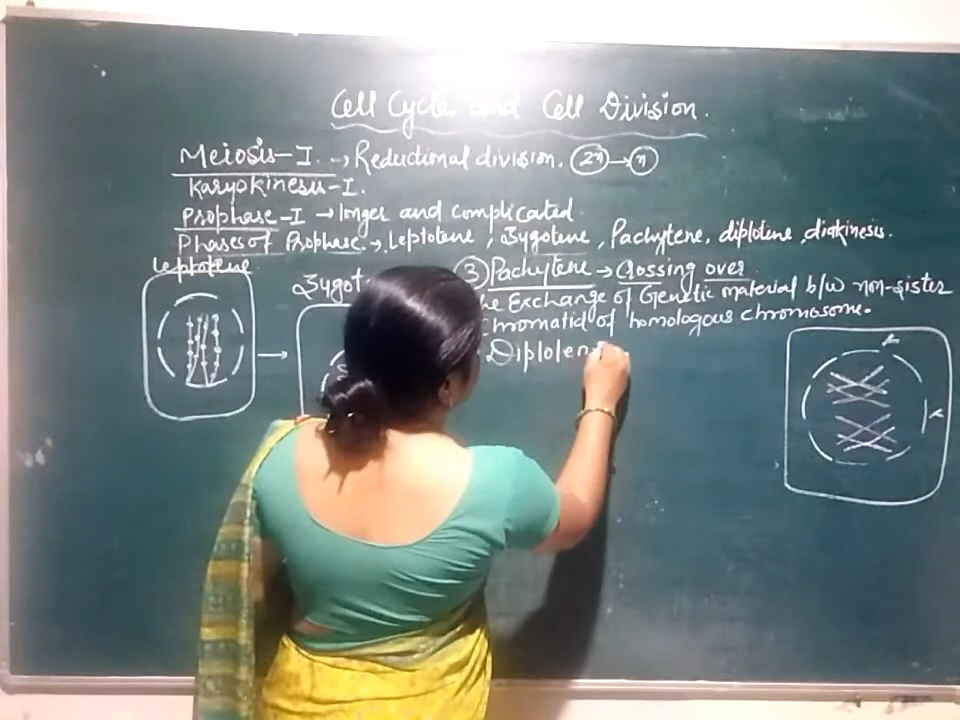 Cell Cycle and Cell Division.
Meiosis-I. → Reductional division. 2n → n
Karyokinesis-I.
Prophase-I → longer and complicated
Phases of Prophase → Leptotene, Zygotene, Pachytene, diplotene, diakinesis.
Leptotene
Zygot
3 Pachytene → Crossing over
Exchange of Genetic material b/w non-sister
chromatid of homologous chromosome.
Diploten